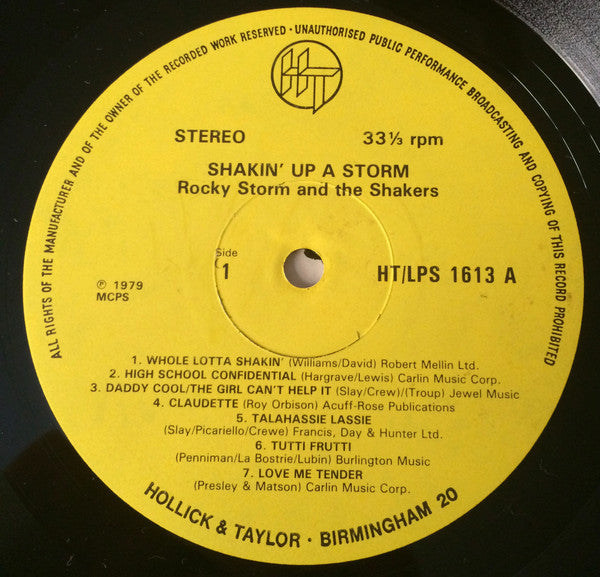 ALL RIGHTS OF THE MANUFACTURER AND OF THE OWNER OF THE RECORDED WORK RESERVED · UNAUTHORISED PUBLIC PERFORMANCE BROADCASTING AND COPYING OF THIS RECORD PROHIBITED
HT
STEREO 33⅓ rpm
SHAKIN' UP A STORM
Rocky Storm and the Shakers
Side
1
HT/LPS 1613 A
℗ 1979
MCPS
1. WHOLE LOTTA SHAKIN' (Williams/David) Robert Mellin Ltd.
2. HIGH SCHOOL CONFIDENTIAL (Hargrave/Lewis) Carlin Music Corp.
3. DADDY COOL/THE GIRL CAN'T HELP IT (Slay/Crew)/(Troup) Jewel Music
4. CLAUDETTE (Roy Orbison) Acuff-Rose Publications
5. TALAHASSIE LASSIE
(Slay/Picariello/Crewe) Francis, Day & Hunter Ltd.
6. TUTTI FRUTTI
(Penniman/La Bostrie/Lubin) Burlington Music
7. LOVE ME TENDER
(Presley & Matson) Carlin Music Corp.
HOLLICK & TAYLOR · BIRMINGHAM 20